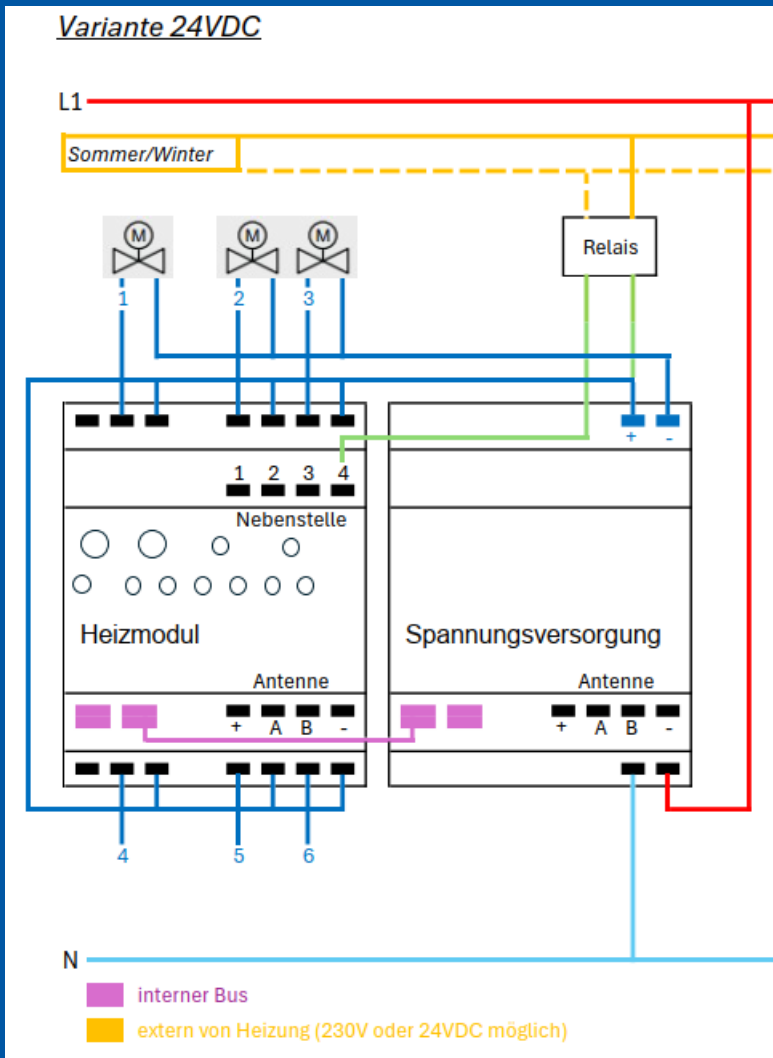 Variante 24VDC
L1
Sommer/Winter
M
M
M
Relais
1
2
3
+
-
1
2
3
4
Nebenstelle
Heizmodul
Spannungsversorgung
Antenne
Antenne
+
A
B
-
+
A
B
-
4
5
6
N
interner Bus
extern von Heizung (230V oder 24VDC möglich)